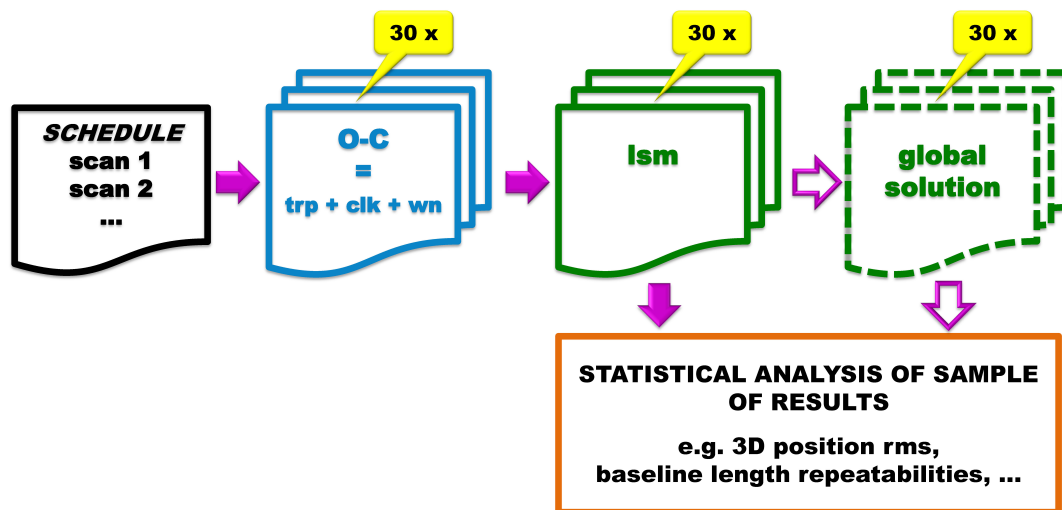 30 x
30 x
30 x
SCHEDULE
scan 1
scan 2
...
O-C
=
trp + clk + wn
lsm
global
solution
STATISTICAL ANALYSIS OF SAMPLE
OF RESULTS
e.g. 3D position rms,
baseline length repeatabilities, ...